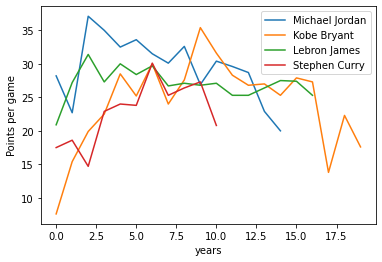 Michael Jordan
Kobe Bryant
Lebron James
Stephen Curry
Points per game
35
30
25
20
15
10
0.0 2.5 5.0 7.5 10.0 12.5 15.0 17.5
years